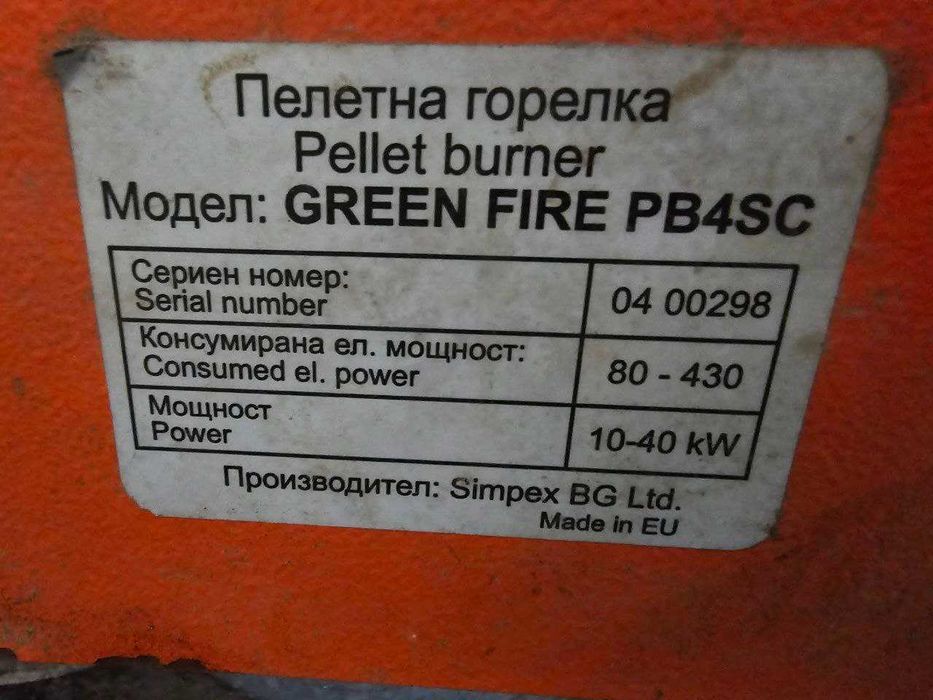 Пелетна горелка
Pellet burner
Модел: GREEN FIRE PB4SC
Сериен номер:
Serial number
04 00298
Консумирана ел. мощност:
Consumed el. power
80 - 430
Мощност
Power
10-40 kW
Производител: Simpex BG Ltd.
Made in EU